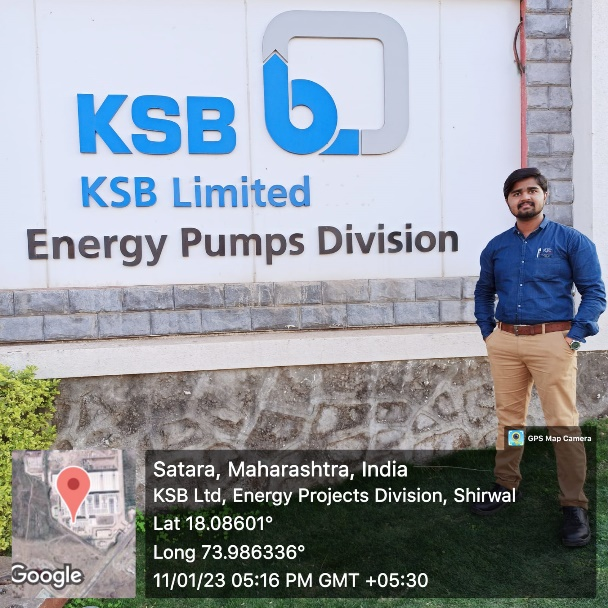 KSB b
KSB Limited
Energy Pumps Division
KSB
GPS Map Camera
Satara, Maharashtra, India
KSB Ltd, Energy Projects Division, Shirwal
Lat 18.08601°
Long 73.986336°
11/01/23 05:16 PM GMT +05:30
Google